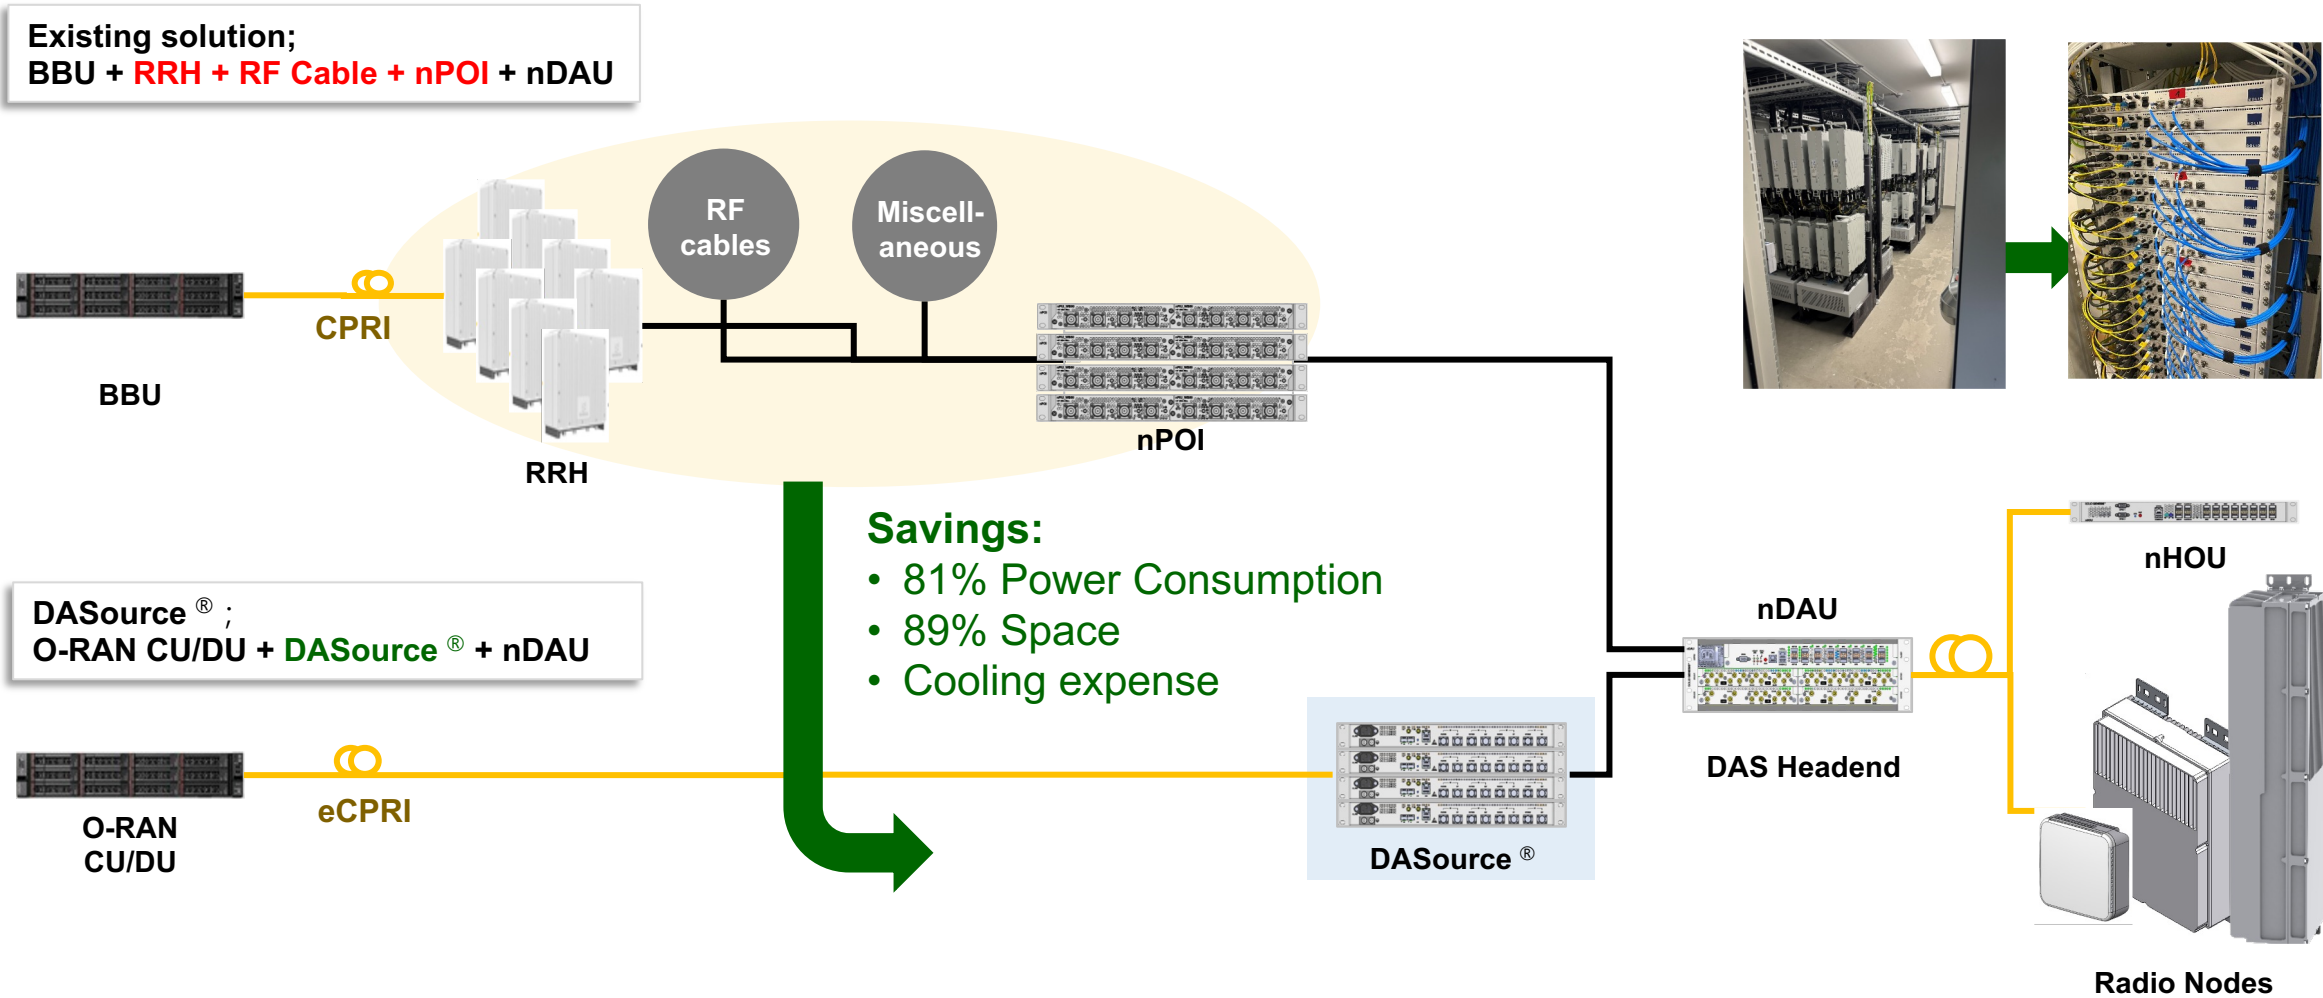 Existing solution;
BBU + RRH + RF Cable + nPOI + nDAU
RF
cables
Miscell-
aneous
CPRI
BBU
RRH
nPOI
Savings:
• 81% Power Consumption
• 89% Space
• Cooling expense
DASource ® ;
O-RAN CU/DU + DASource ® + nDAU
eCPRI
O-RAN
CU/DU
DASource ®
nDAU
DAS Headend
nHOU
Radio Nodes